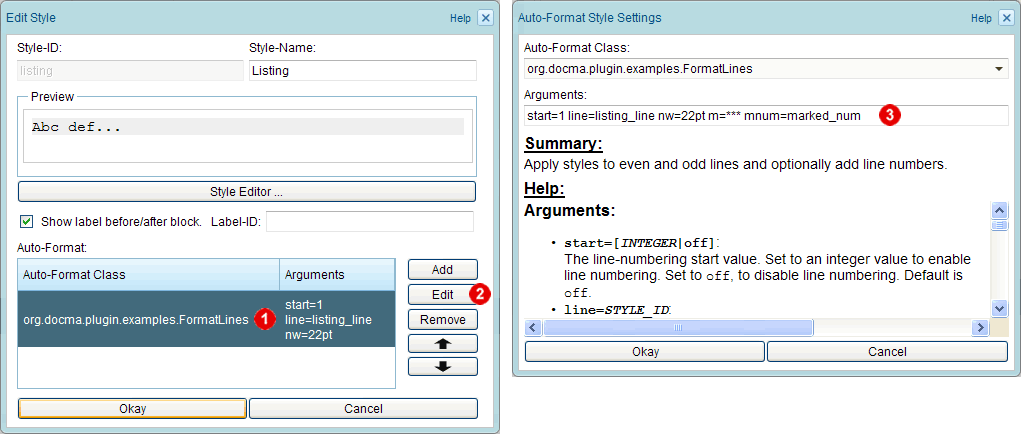 Edit Style
Help
Style-ID:
Style-Name:
listing
Listing
Preview
Abc def...
Style Editor ...
Show label before/after block.
Label-ID:
Auto-Format:
Auto-Format Class
Arguments
org.docma.plugin.examples.FormatLines
1
start=1
line=listing_line
nw=22pt
Add
Edit
2
Remove
Okay
Cancel
Auto-Format Style Settings
Help
Auto-Format Class:
org.docma.plugin.examples.FormatLines
Arguments:
start=1 line=listing_line nw=22pt m=*** mnum=marked_num
3
Summary:
Apply styles to even and odd lines and optionally add line numbers.
Help:
Arguments:
• start=[INTEGER|off]:
The line-numbering start value. Set to an integer value to enable
line numbering. Set to off, to disable line numbering. Default is
off.
• line=STYLE_ID:
Okay
Cancel